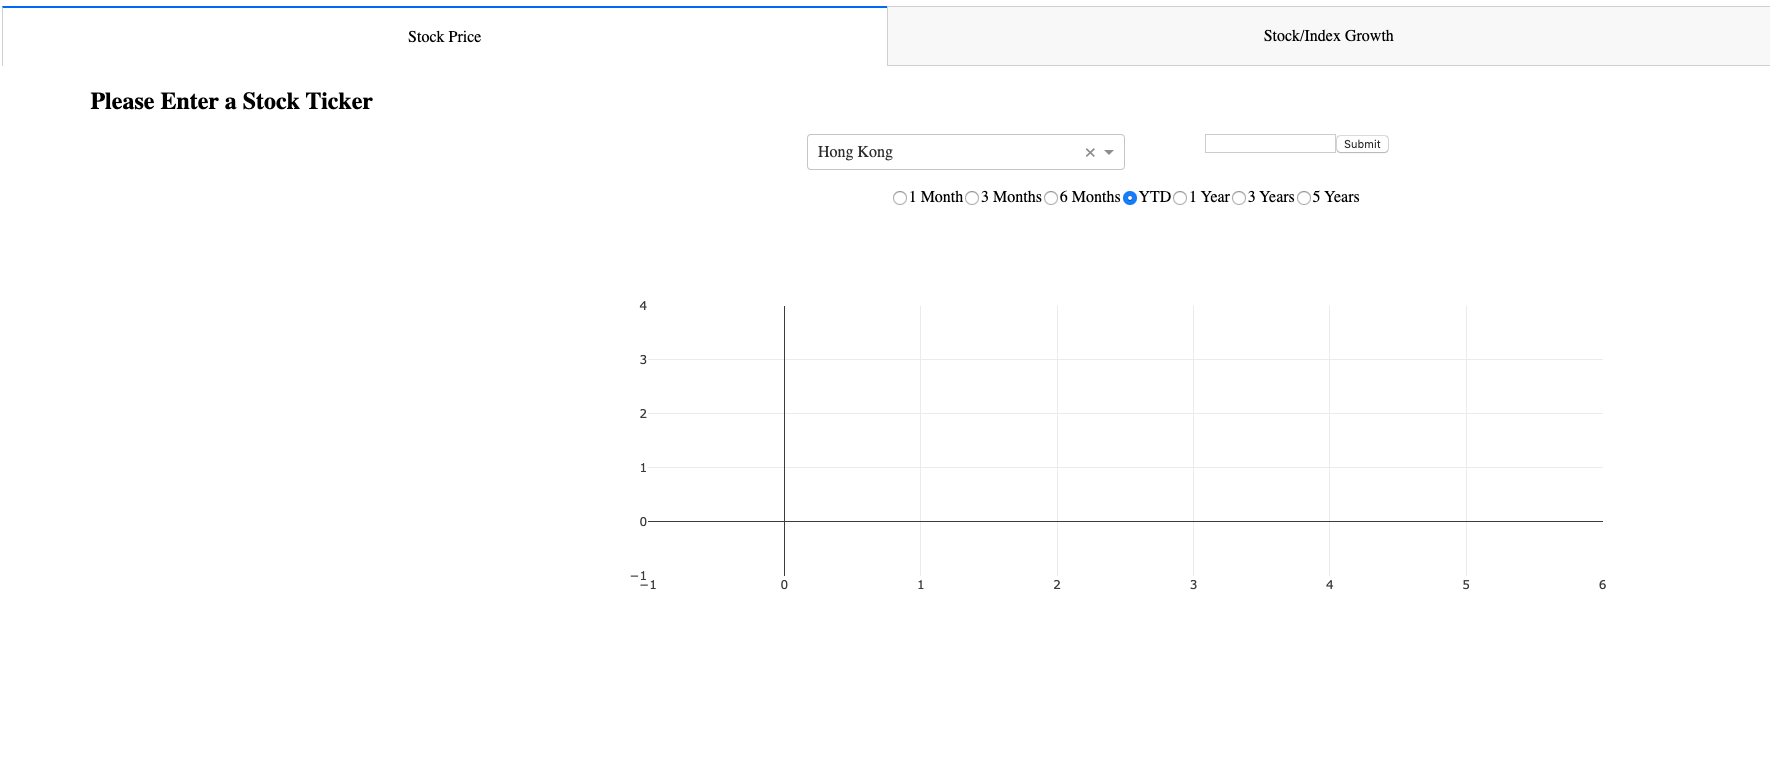 Stock Price
Stock/Index Growth
Please Enter a Stock Ticker
Hong Kong
Submit
1 Month 3 Months 6 Months YTD 1 Year 3 Years 5 Years
4
3
2
1
0
−1
−1 0 1 2 3 4 5 6